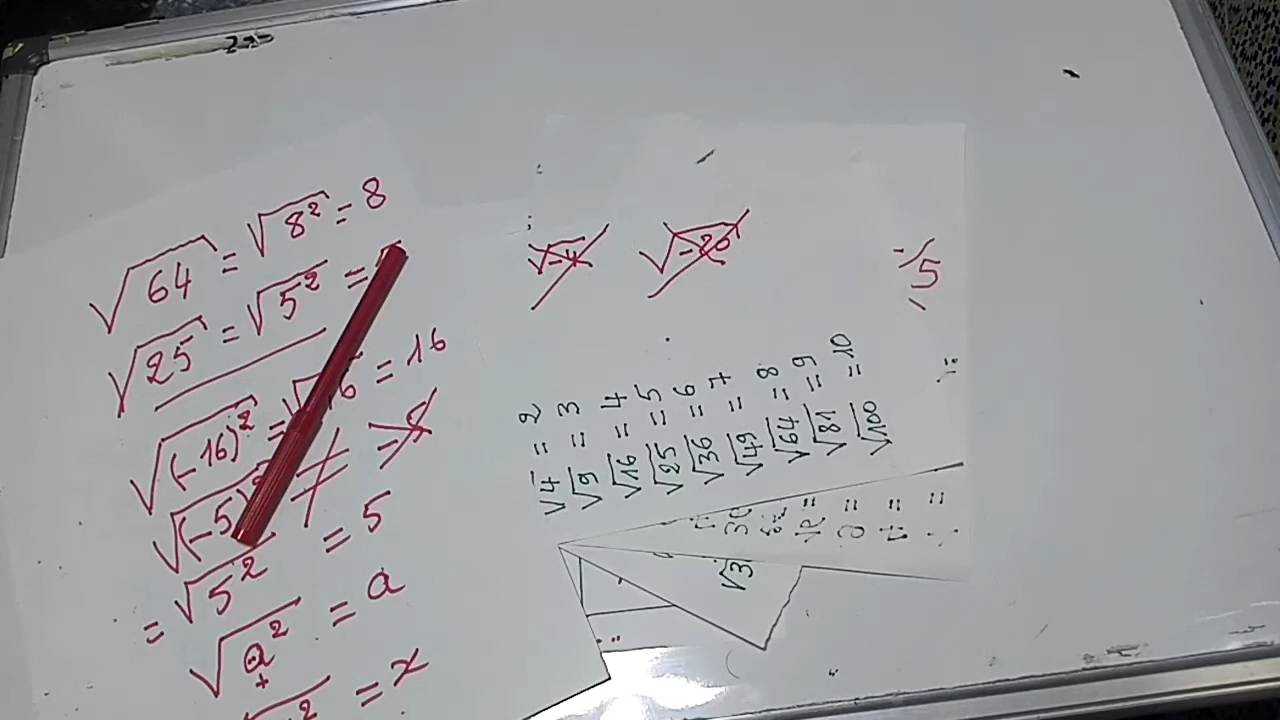 √64 = √8² = 8
√25 = √5² =
√(-16)² = √16 = 16
√(-5)² ≠ -5
= √5² = 5
√a² = a
+
= x
√-4 √-20
√4 = 2
√9 = 3
√16 = 4
√25 = 5
√36 = 6
√49 = 7
√64 = 8
√81 = 9
√100 = 10
√3